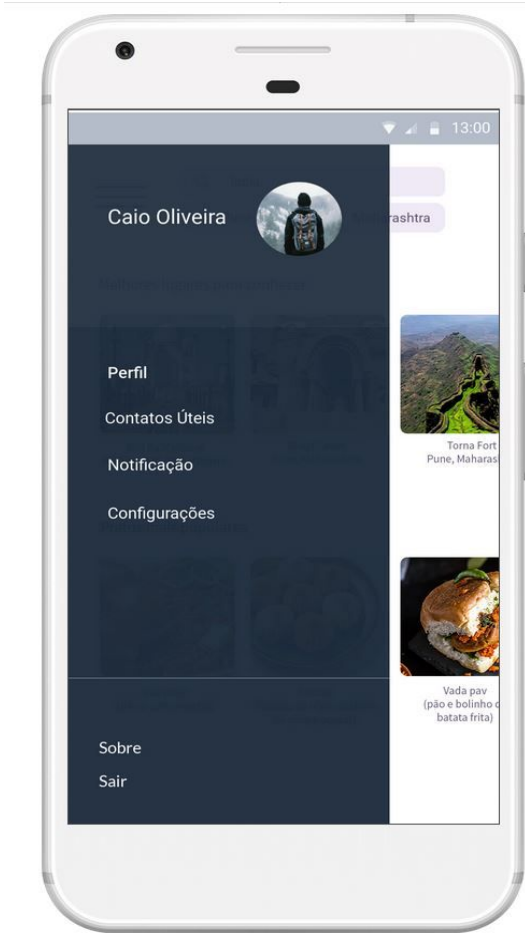 13:00
Caio Oliveira
rashtra
Perfil
Contatos Úteis
Notificação
Configurações
Torna Fort
Pune, Maharas
Vada pav
(pão e bolinho
batata frita)
Sobre
Sair